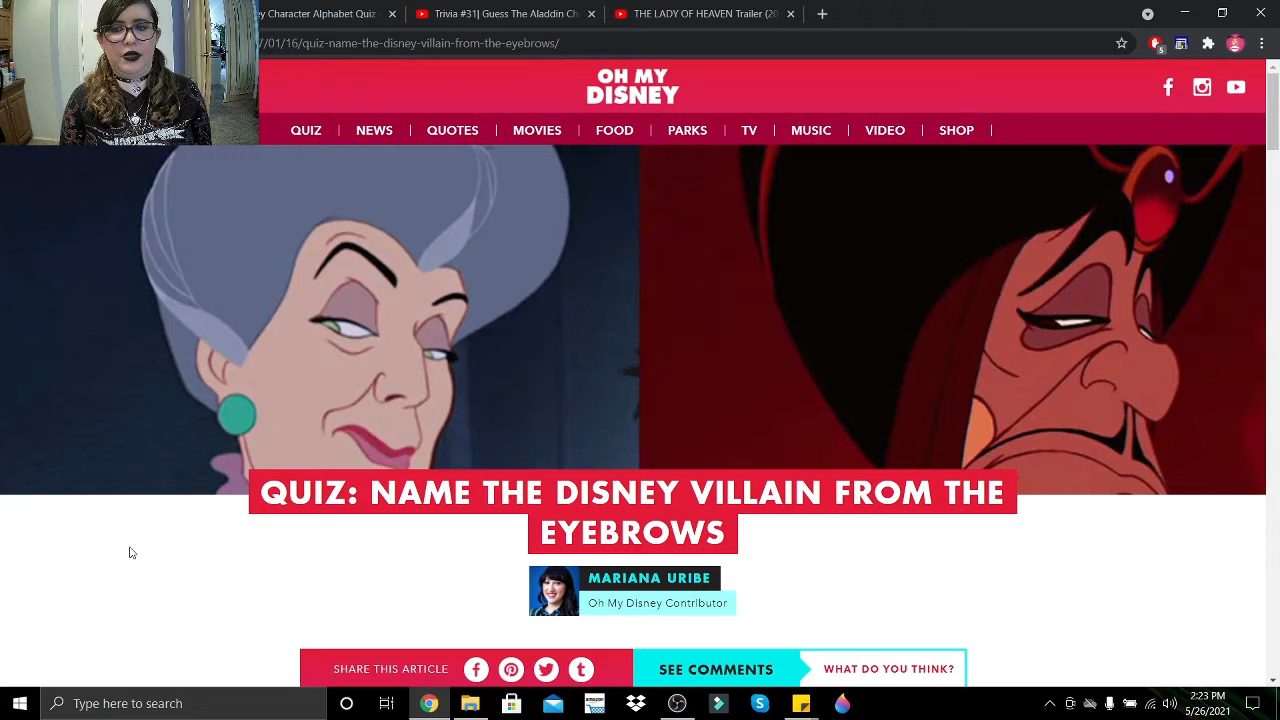 ey Character Alphabet Quiz -
Trivia #31| Guess The Aladdin Ch
THE LADY OF HEAVEN Trailer (20
/01/16/quiz-name-the-disney-villain-from-the-eyebrows/
5
OH MY
DISNEY
QUIZ | NEWS | QUOTES | MOVIES | FOOD | PARKS | TV | MUSIC | VIDEO | SHOP |
QUIZ: NAME THE DISNEY VILLAIN FROM THE
EYEBROWS
MARIANA URIBE
Oh My Disney Contributor
SHARE THIS ARTICLE
SEE COMMENTS
WHAT DO YOU THINK?
Type here to search
amazon
2:23 PM
5/26/2021